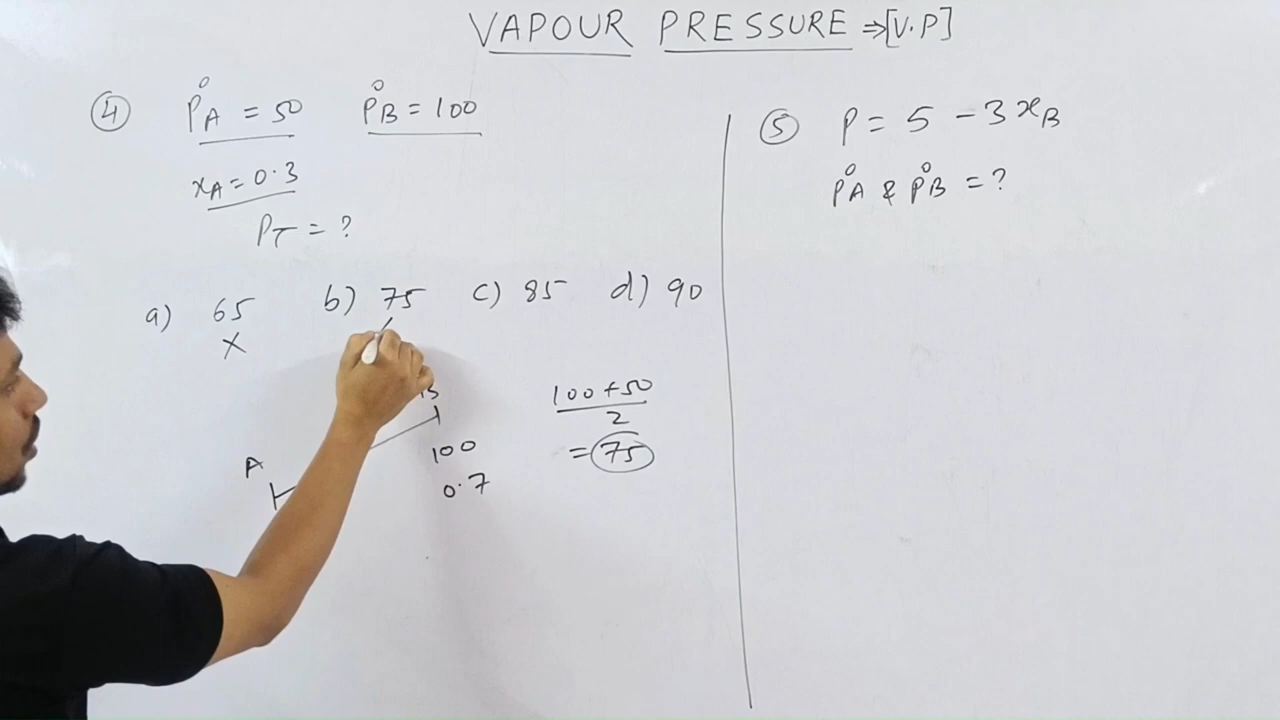 VAPOUR PRESSURE ⇒[V.P]
④ P°A = 50 P°B = 100
xA = 0.3
PT = ?
a) 65 b) 75 c) 85 d) 90
X
A
B
100
0.7
100+50
2
= 75
⑤ P = 5 - 3xB
P°A & P°B = ?